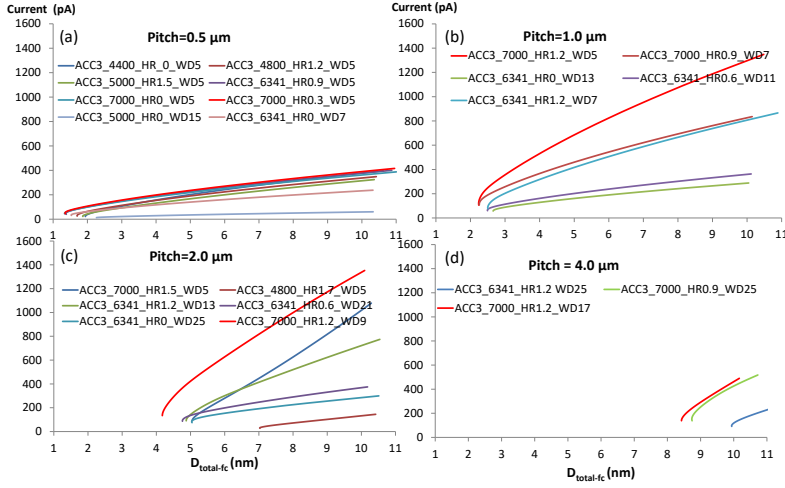 Current (pA)
1600
1400
1200
1000
800
600
400
200
0
(a)
Pitch=0.5 µm
ACC3_4400_HR_0_WD5
ACC3_4800_HR1.2_WD5
ACC3_5000_HR1.5_WD5
ACC3_6341_HR0.9_WD5
ACC3_7000_HR0_WD5
ACC3_7000_HR0.3_WD5
ACC3_5000_HR0_WD15
ACC3_6341_HR0_WD7
1 2 3 4 5 6 7 8 9 10 11
Current (pA)
1600
1400
1200
1000
800
600
400
200
0
(b)
Pitch=1.0 µm
ACC3_7000_HR1.2_WD5
ACC3_7000_HR0.9_WD7
ACC3_6341_HR0_WD13
ACC3_6341_HR0.6_WD11
ACC3_6341_HR1.2_WD7
1 2 3 4 5 6 7 8 9 10 11
1600
1400
1200
1000
800
600
400
200
0
(c)
Pitch=2.0 µm
ACC3_7000_HR1.5_WD5
ACC3_4800_HR1.7_WD5
ACC3_6341_HR1.2_WD13
ACC3_6341_HR0.6_WD21
ACC3_6341_HR0_WD25
ACC3_7000_HR1.2_WD9
1 2 3 4 5 6 7 8 9 10 11
D total-fc (nm)
1600
1400
1200
1000
800
600
400
200
0
(d)
Pitch = 4.0 µm
ACC3_6341_HR1.2 WD25
ACC3_7000_HR0.9_WD25
ACC3_7000_HR1.2_WD17
1 2 3 4 5 6 7 8 9 10 11
D total-fc (nm)